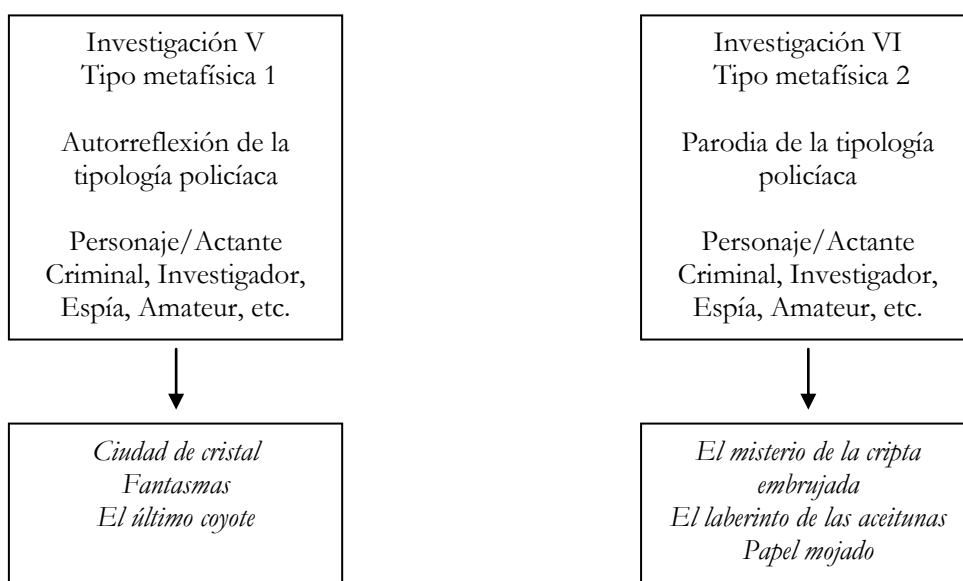 Investigación V
Tipo metafísica 1
Autorreflexión de la
tipología policíaca
Personaje/Actante
Criminal, Investigador,
Espía, Amateur, etc.
Ciudad de cristal
Fantasmas
El último coyote
Investigación VI
Tipo metafísica 2
Parodia de la tipología
policíaca
Personaje/Actante
Criminal, Investigador,
Espía, Amateur, etc.
El misterio de la cripta
embrujada
El laberinto de las aceitunas
Papel mojado